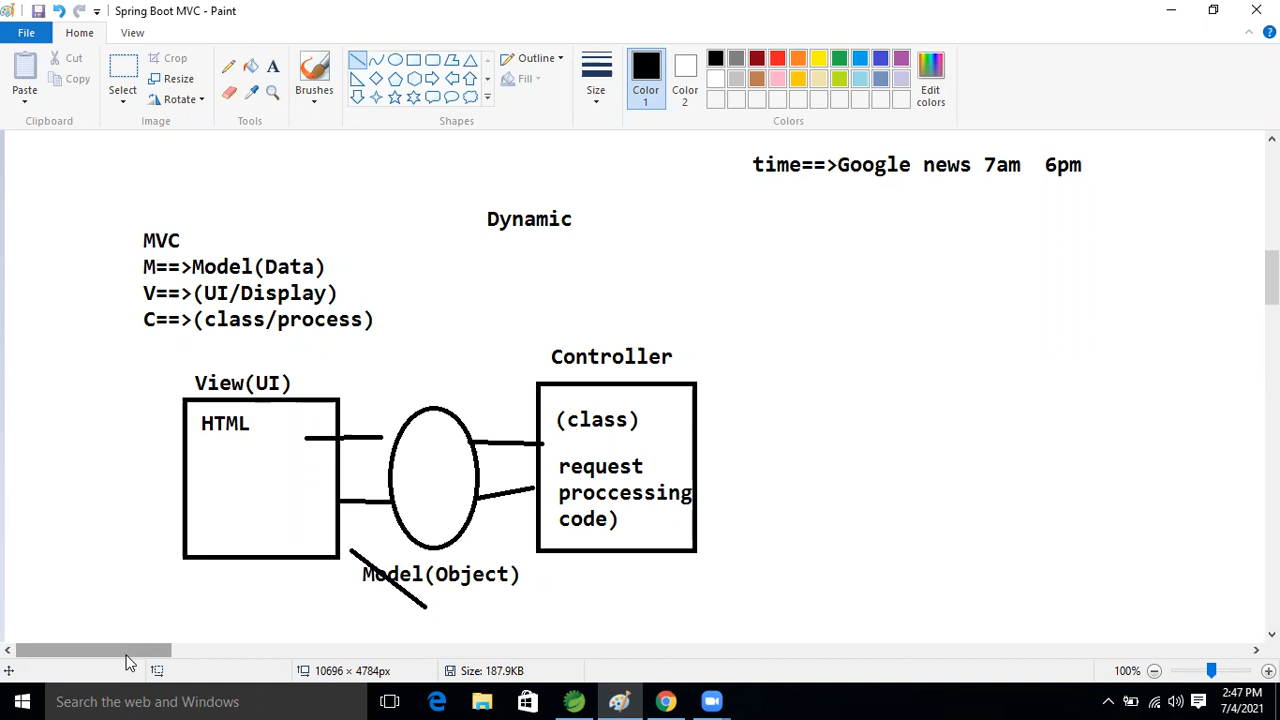 Spring Boot MVC - Paint
File Home View
Paste
Cut
Copy
Clipboard
Select
Crop
Resize
Rotate
Image
Tools
Brushes
Shapes
Outline
Fill
Size
Color 1
Color 2
Edit colors
Colors
time==>Google news 7am 6pm
Dynamic
MVC
M==>Model(Data)
V==>(UI/Display)
C==>(class/process)
Controller
View(UI)
HTML
(class)
request
proccessing
code)
Model(Object)
10696 × 4784px
Size: 187.9KB
100%
Search the web and Windows
2:47 PM
7/4/2021